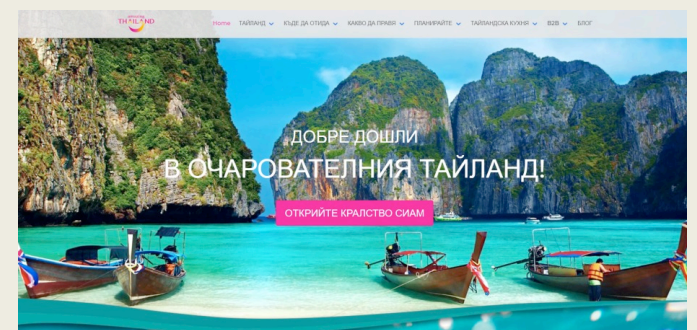 THAILAND
Home ТАЙЛАНД КЪДЕ ДА ОТИДА КАКВО ДА ПРАВЯ ПЛАНИРАЙТЕ ТАЙЛАНДСКА КУХНЯ B2B БЛОГ
ДОБРЕ ДОШЛИ
В ОЧАРОВАТЕЛНИЯ ТАЙЛАНД!
ОТКРИЙТЕ КРАЛСТВО СИАМ